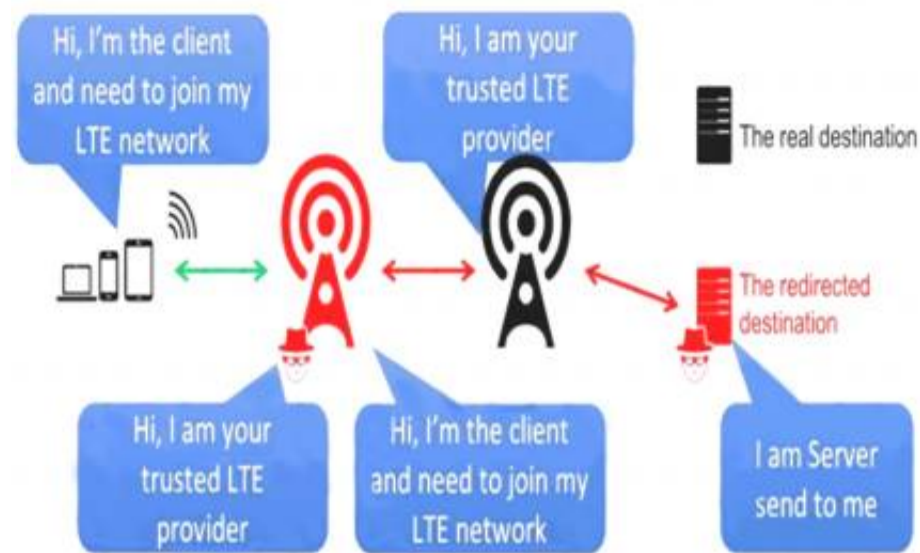 Hi, I'm the client
and need to join my
LTE network
Hi, I am your
trusted LTE
provider
The real destination
The redirected
destination
Hi, I am your
trusted LTE
provider
Hi, I'm the client
and need to join my
LTE network
I am Server
send to me